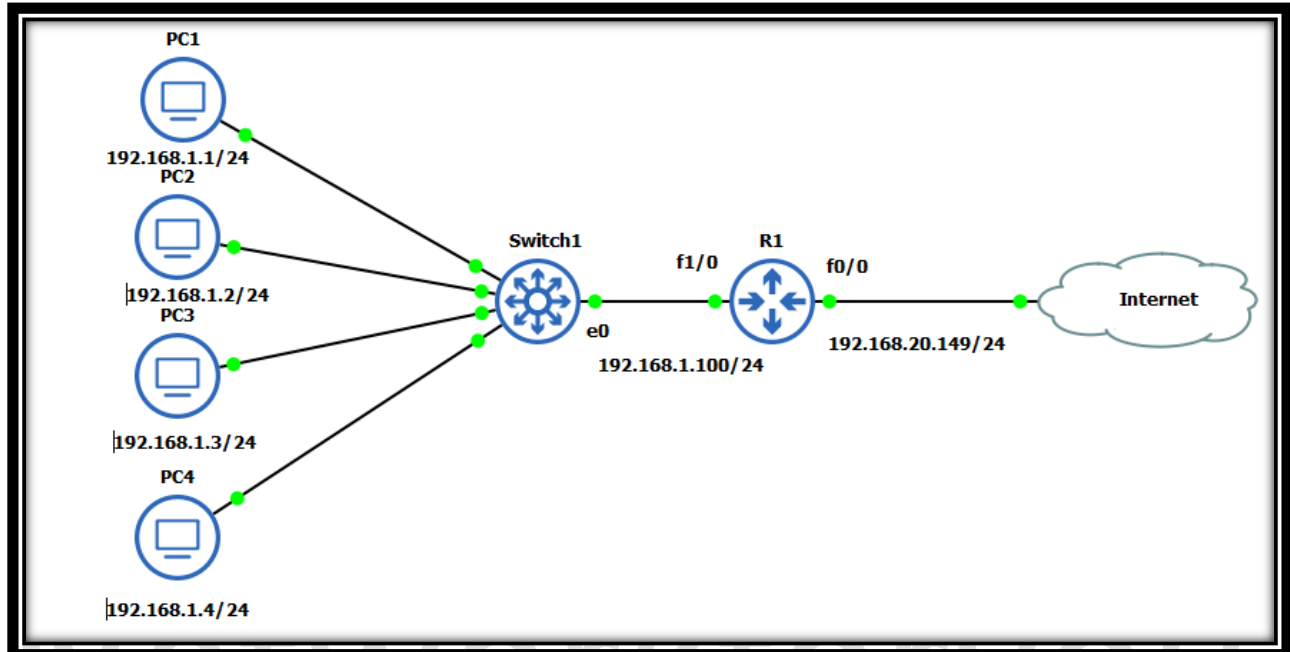 PC1
192.168.1.1/24
PC2
192.168.1.2/24
PC3
192.168.1.3/24
PC4
192.168.1.4/24
Switch1
e0
f1/0
R1
f0/0
192.168.1.100/24
192.168.20.149/24
Internet